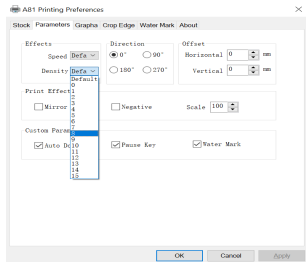 A81 Printing Preferences
Stock Parameters Grapha Crop Edge Water Mark About
Effects
Direction
Offset
Speed Defa
0° 90°
Horizontal 0 mm
Density Defa
180° 270°
Vertical 0 mm
Default
0
1
2
3
4
5
6
7
8
9
10
11
12
13
14
15
Print Effect
Mirror
Negative
Scale 100
Custom Param
Auto Do
Pause Key
Water Mark
OK Cancel Apply